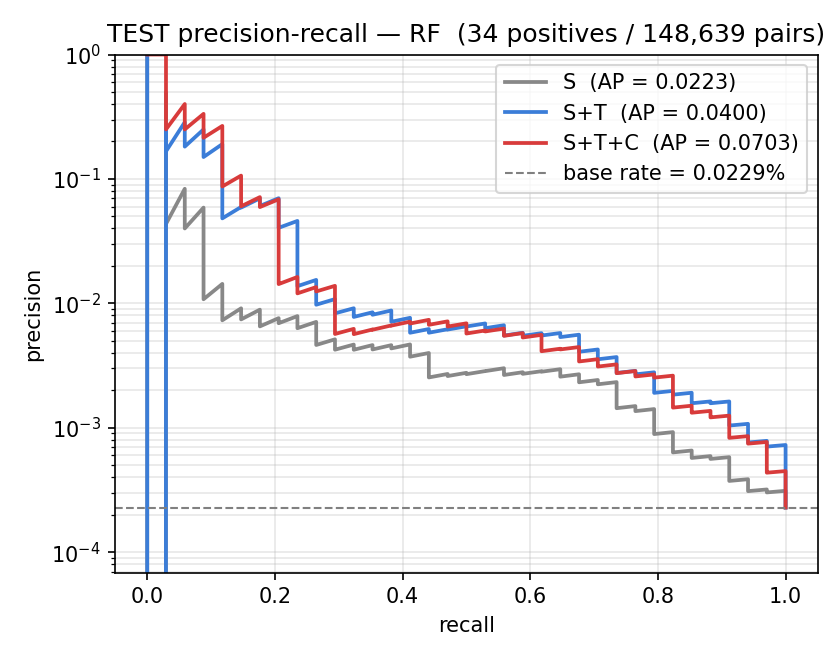 TEST precision-recall — RF  (34 positives / 148,639 pairs)
S  (AP = 0.0223)
S+T  (AP = 0.0400)
S+T+C  (AP = 0.0703)
base rate = 0.0229%
precision
10⁰
10⁻¹
10⁻²
10⁻³
10⁻⁴
0.0 0.2 0.4 0.6 0.8 1.0
recall